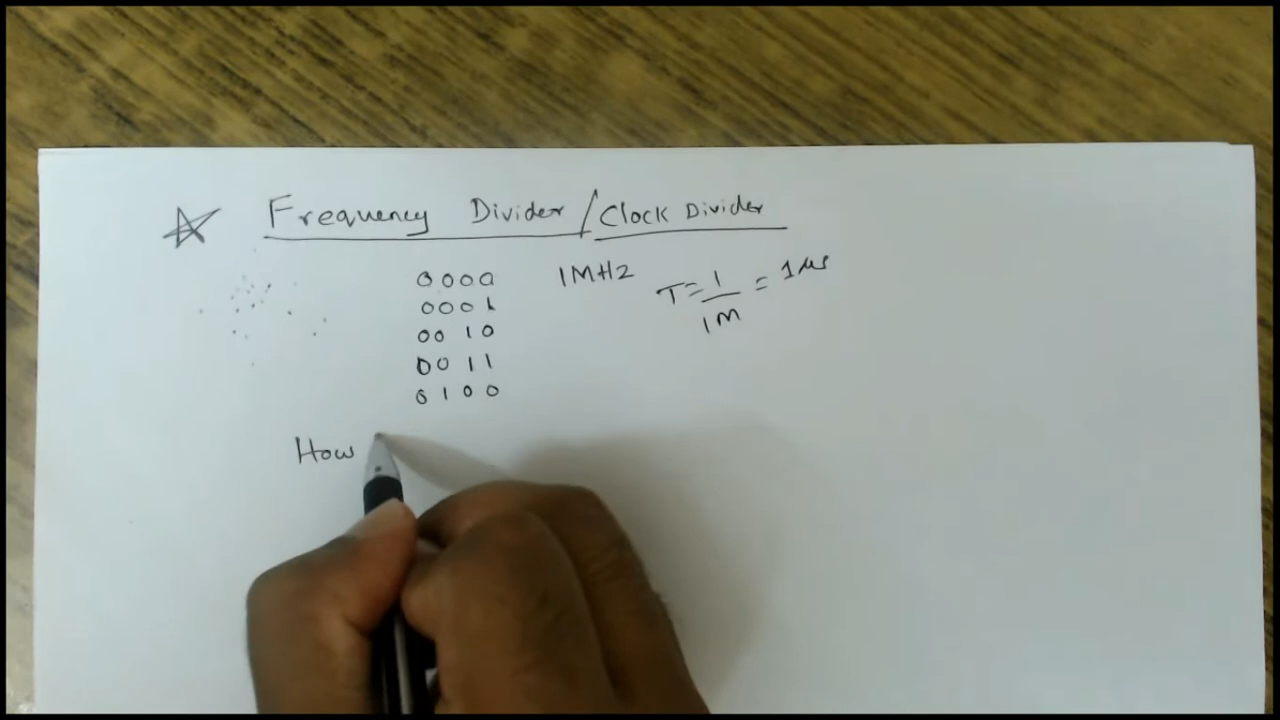 Frequency Divider / Clock Divider
0000 1MHz T = 1/1M = 1μs
0001
0010
0011
0100
How